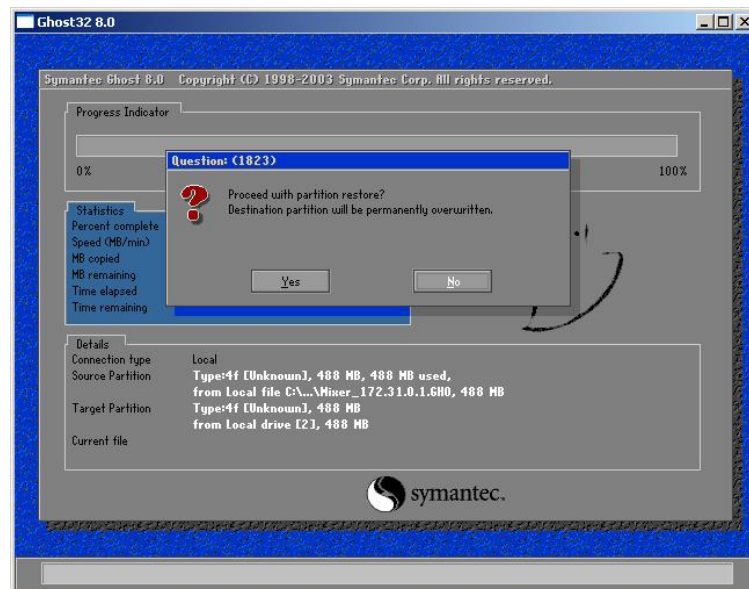 Ghost32 8.0
Symantec Ghost 8.0 Copyright (C) 1998-2003 Symantec Corp. All rights reserved.
Progress Indicator
0% 100%
Question: (1823)
Proceed with partition restore?
Destination partition will be permanently overwritten.
Yes No
Statistics
Percent complete
Speed (MB/min)
MB copied
MB remaining
Time elapsed
Time remaining
Details
Connection type Local
Source Partition Type:4f [Unknown], 488 MB, 488 MB used,
from Local file C:\...\Mixer_172.31.0.1.GHO, 488 MB
Target Partition Type:4f [Unknown], 488 MB
from Local drive [2], 488 MB
Current file
symantec.